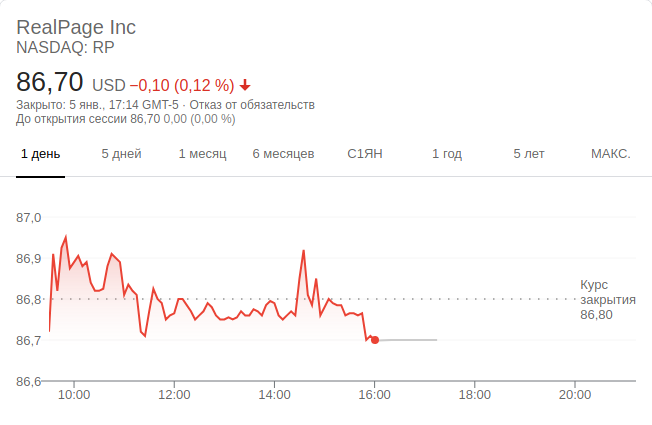 RealPage Inc
NASDAQ: RP
86,70 USD −0,10 (0,12 %)
Закрыто: 5 янв., 17:14 GMT-5 · Отказ от обязательств
До открытия сессии 86,70 0,00 (0,00 %)
1 день 5 дней 1 месяц 6 месяцев С1ЯН 1 год 5 лет МАКС.
87,0
86,9
86,8
86,7
86,6
Курс
закрытия
86,80
10:00 12:00 14:00 16:00 18:00 20:00